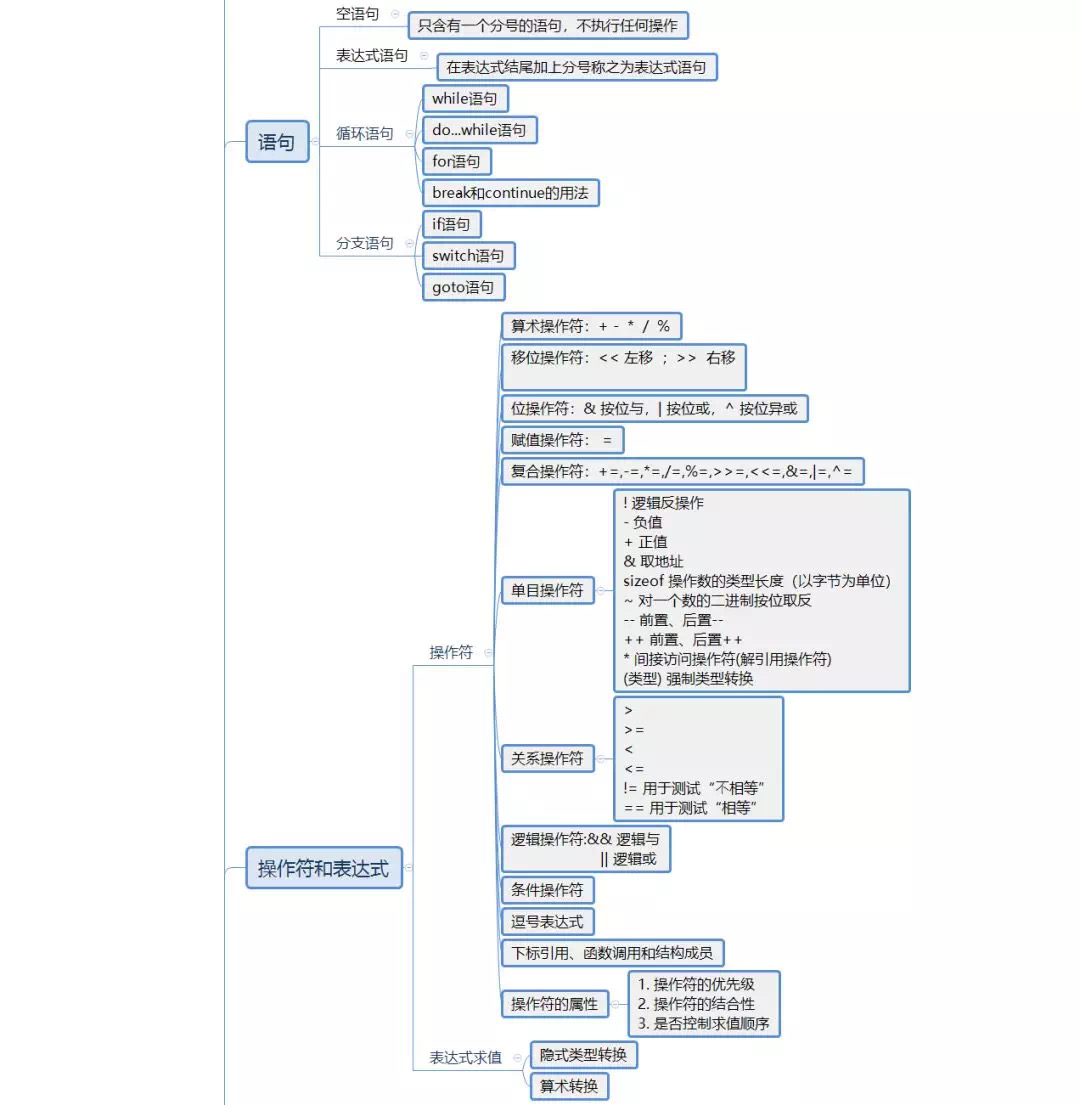 语句
空语句
只含有一个分号的语句，不执行任何操作
表达式语句
在表达式结尾加上分号称之为表达式语句
循环语句
while语句
do...while语句
for语句
break和continue的用法
分支语句
if语句
switch语句
goto语句
操作符和表达式
操作符
算术操作符：+ - * / %
移位操作符：<< 左移 ；>> 右移
位操作符：& 按位与，| 按位或，^ 按位异或
赋值操作符： =
复合操作符：+=,-=,*=,/=,%=,>>=,<<=,&=,|=,^=
单目操作符
! 逻辑反操作
- 负值
+ 正值
& 取地址
sizeof 操作数的类型长度（以字节为单位）
~ 对一个数的二进制按位取反
-- 前置、后置--
++ 前置、后置++
* 间接访问操作符(解引用操作符)
(类型) 强制类型转换
关系操作符
>
>=
<
<=
!= 用于测试“不相等”
== 用于测试“相等”
逻辑操作符:&& 逻辑与
|| 逻辑或
条件操作符
逗号表达式
下标引用、函数调用和结构成员
操作符的属性
1. 操作符的优先级
2. 操作符的结合性
3. 是否控制求值顺序
表达式求值
隐式类型转换
算术转换